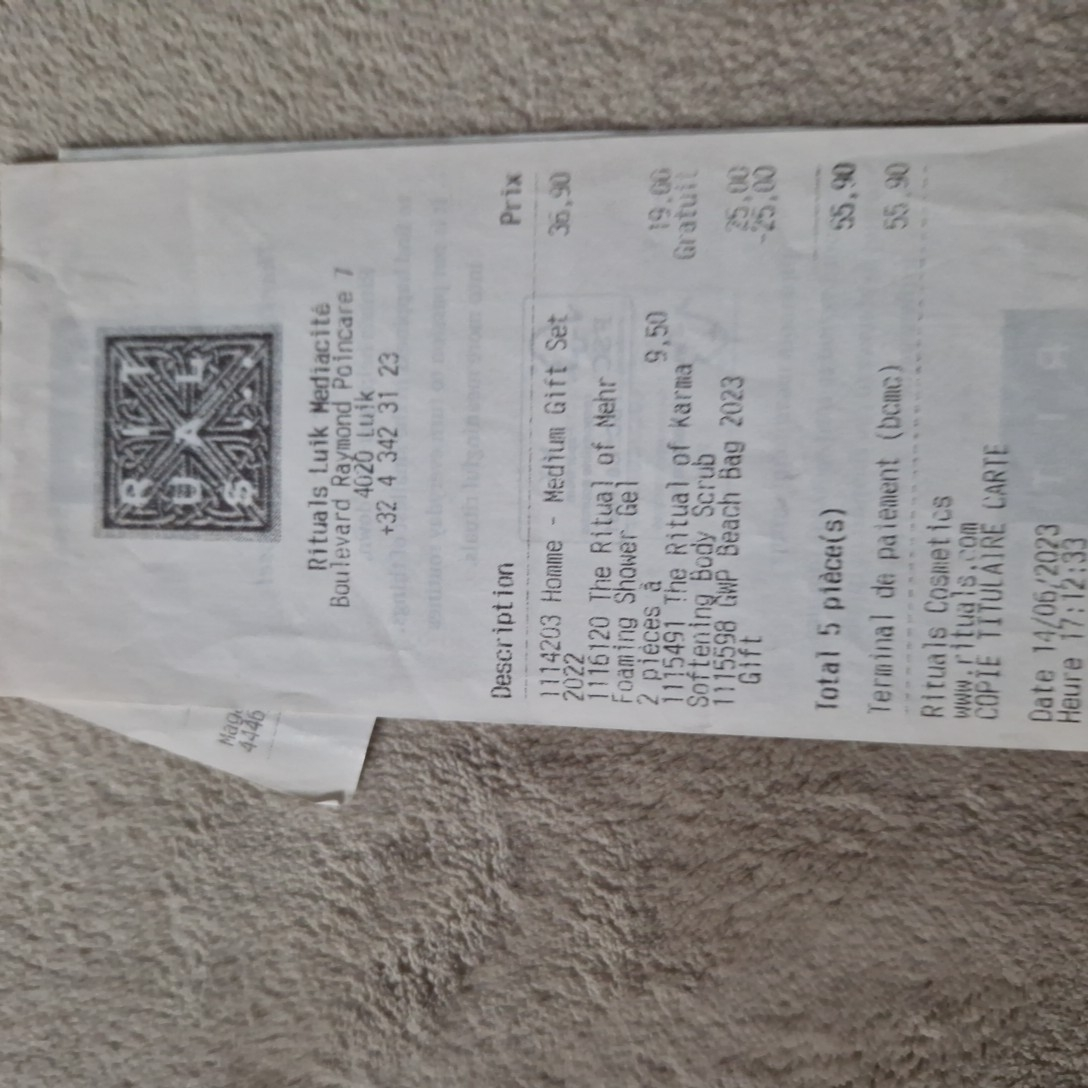 RIT
UAL
S...
Rituals Luik Mediacité
Boulevard Raymond Poincare 7
4020 Luik
+32 4 342 31 23
Description Prix
1114203 Homme - Medium Gift Set 36,90
2022
1116120 The Ritual of Mehr
Foaming Shower Gel
2 pièces à 9,50 19,00
1115491 The Ritual of Karma Gratuit
Softening Body Scrub
1115598 GWP Beach Bag 2023 25,00
Gift -25,00
Total 5 pièce(s) 55,90
Terminal de paiement (bcmc) 55,90
Rituals Cosmetics
www.rituals.com
COPIE TITULAIRE CARTE
Date 14/06/2023
Heure 17:12:33
4446